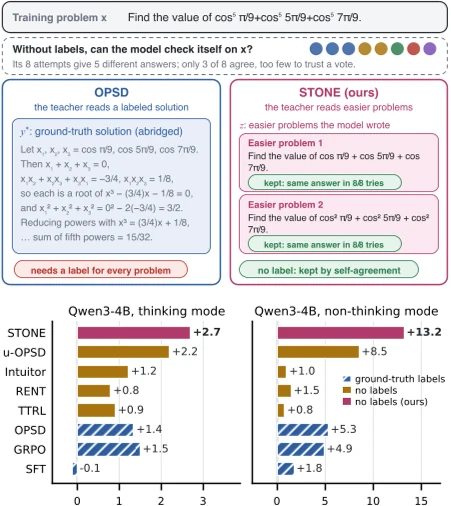 Training problem x Find the value of cos⁵ π/9+cos⁵ 5π/9+cos⁵ 7π/9.
Without labels, can the model check itself on x?
Its 8 attempts give 5 different answers; only 3 of 8 agree, too few to trust a vote.
OPSD
the teacher reads a labeled solution
y*: ground-truth solution (abridged)
Let x₁, x₂, x₃ = cos π/9, cos 5π/9, cos 7π/9.
Then x₁ + x₂ + x₃ = 0,
x₁x₂ + x₂x₃ + x₃x₁ = −3/4, x₁x₂x₃ = 1/8,
so each is a root of x³ − (3/4)x − 1/8 = 0,
and x₁² + x₂² + x₃² = 0² − 2(−3/4) = 3/2.
Reducing powers with x³ = (3/4)x + 1/8,
… sum of fifth powers = 15/32.
needs a label for every problem
STONE (ours)
the teacher reads easier problems
z: easier problems the model wrote
Easier problem 1
Find the value of cos π/9 + cos 5π/9 + cos
7π/9.
kept: same answer in 8/8 tries
Easier problem 2
Find the value of cos² π/9 + cos² 5π/9 + cos²
7π/9.
kept: same answer in 8/8 tries
no label: kept by self-agreement
Qwen3-4B, thinking mode
STONE +2.7
u-OPSD +2.2
Intuitor +1.2
RENT +0.8
TTRL +0.9
OPSD +1.4
GRPO +1.5
SFT -0.1
0 1 2 3
Qwen3-4B, non-thinking mode
+13.2
+8.5
+1.0
+1.5
+0.8
+5.3
+4.9
+1.8
ground-truth labels
no labels
no labels (ours)
0 5 10 15